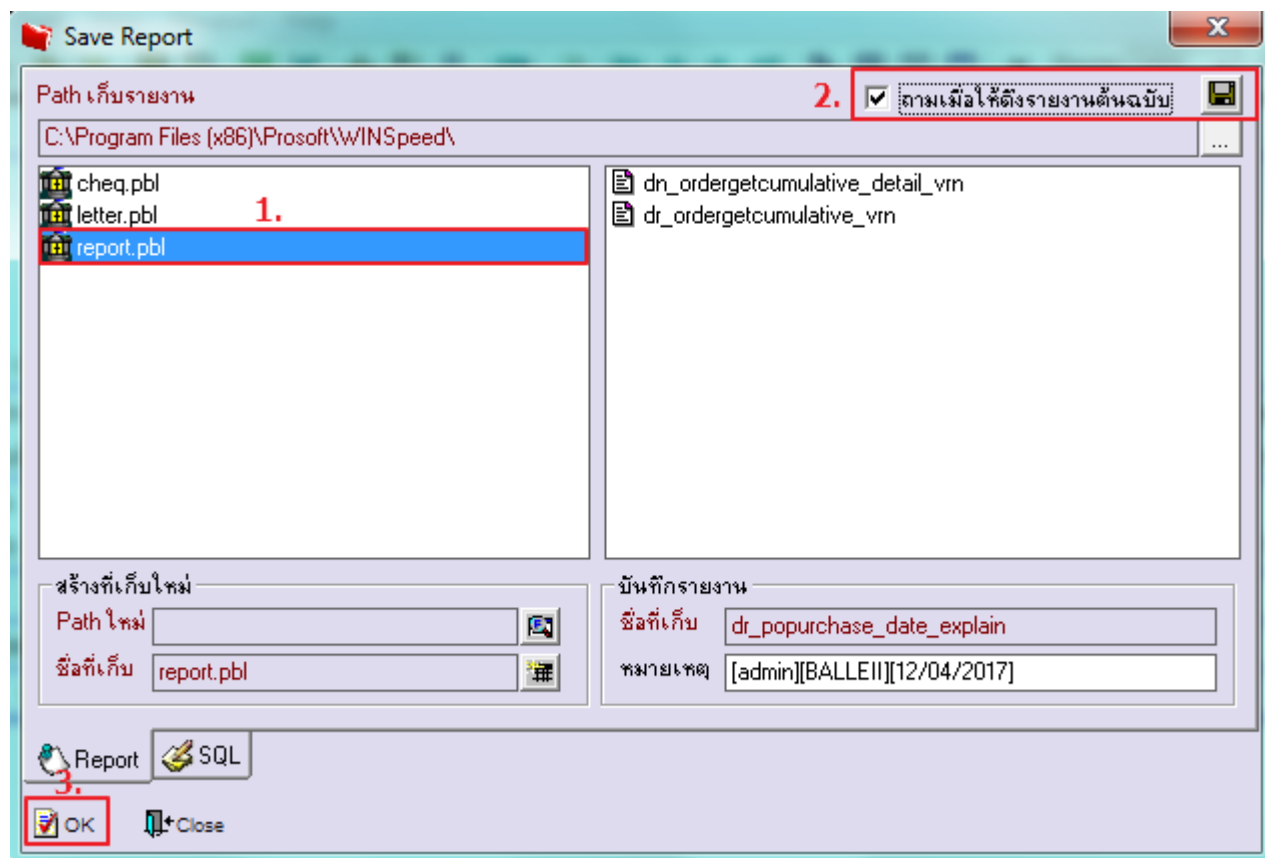 Save Report
Path เก็บรายงาน
2. ถามเมื่อให้ดึงรายงานต้นฉบับ
C:\Program Files (x86)\Prosoft\WINSpeed\
...
cheq.pbl
letter.pbl
1.
report.pbl
dn_ordergetcumulative_detail_vrn
dr_ordergetcumulative_vrn
สร้างที่เก็บใหม่
Path ใหม่
ชื่อที่เก็บ report.pbl
บันทึกรายงาน
ชื่อที่เก็บ dr_popurchase_date_explain
หมายเหตุ [admin][BALLEII][12/04/2017]
Report SQL
3.
OK Close